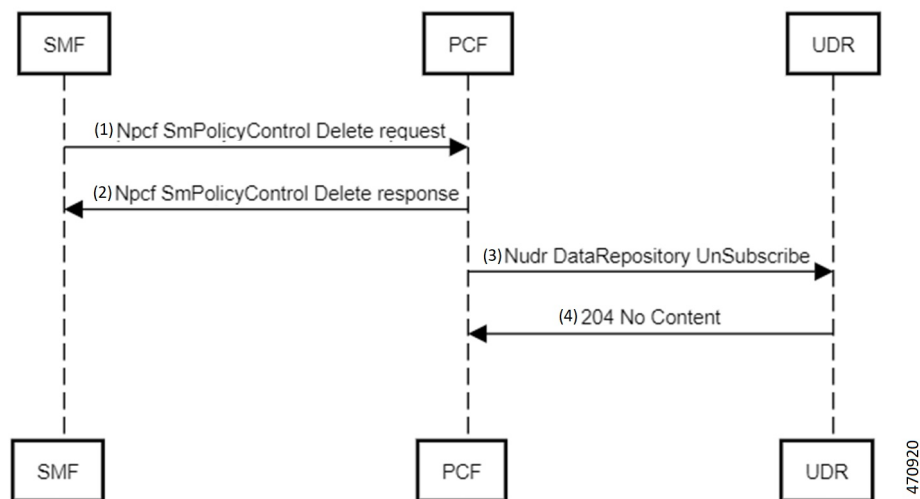 SMF
PCF
UDR
(1) Npcf SmPolicyControl Delete request
(2) Npcf SmPolicyControl Delete response
(3) Nudr DataRepository UnSubscribe
(4) 204 No Content
SMF
PCF
UDR
470920